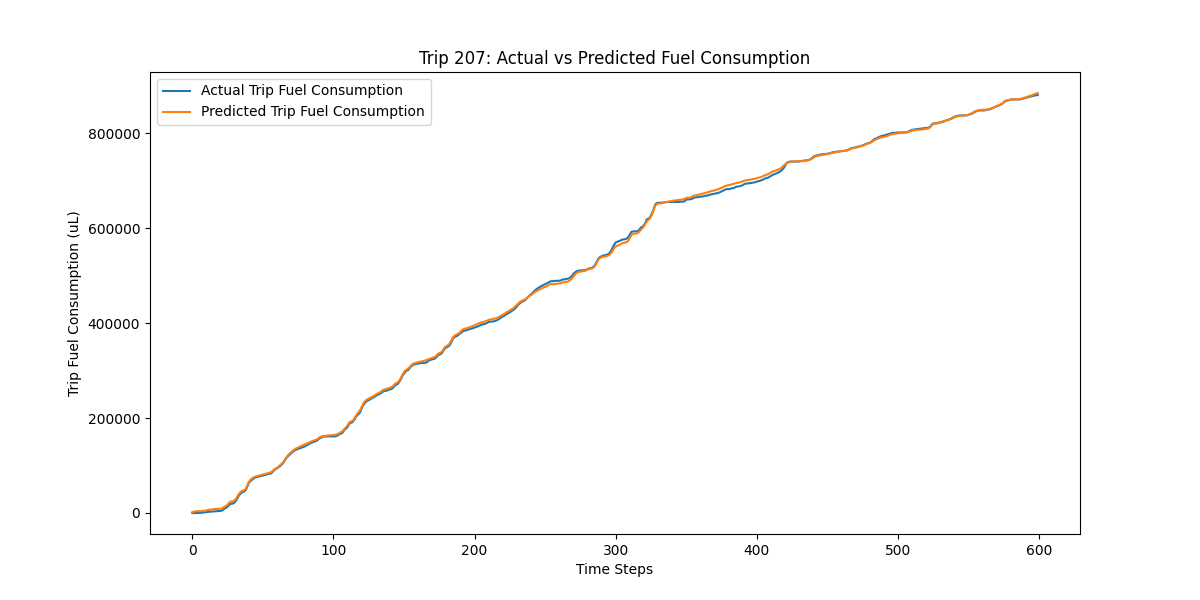 Trip 207: Actual vs Predicted Fuel Consumption
Actual Trip Fuel Consumption
Predicted Trip Fuel Consumption
Trip Fuel Consumption (uL)
800000
600000
400000
200000
0
0 100 200 300 400 500 600
Time Steps